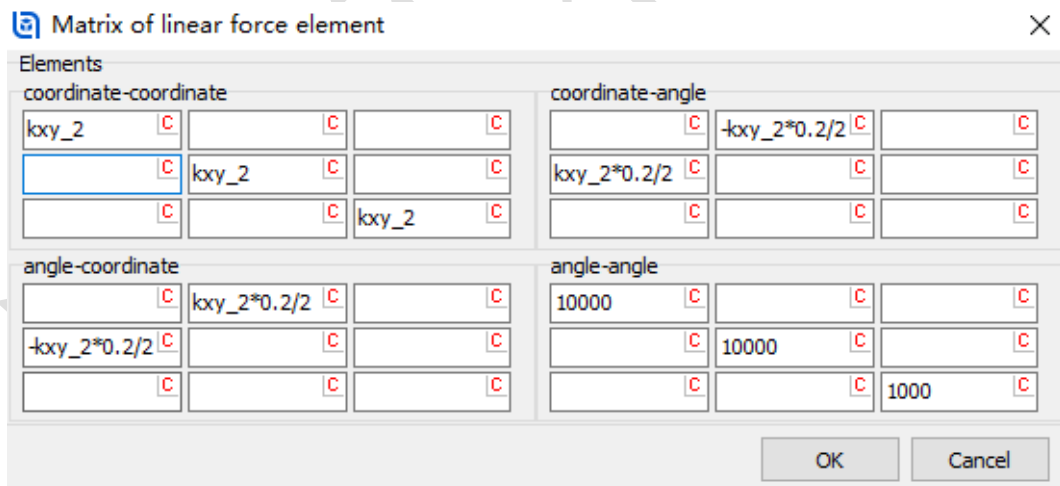 Matrix of linear force element
Elements
coordinate-coordinate
kxy_2 C C C
C kxy_2 C C
C C kxy_2 C
coordinate-angle
C -kxy_2*0.2/2 C C
kxy_2*0.2/2 C C C
C C C
angle-coordinate
C kxy_2*0.2/2 C C
-kxy_2*0.2/2 C C C
C C C
angle-angle
10000 C C C
C 10000 C C
C C 1000 C
OK Cancel